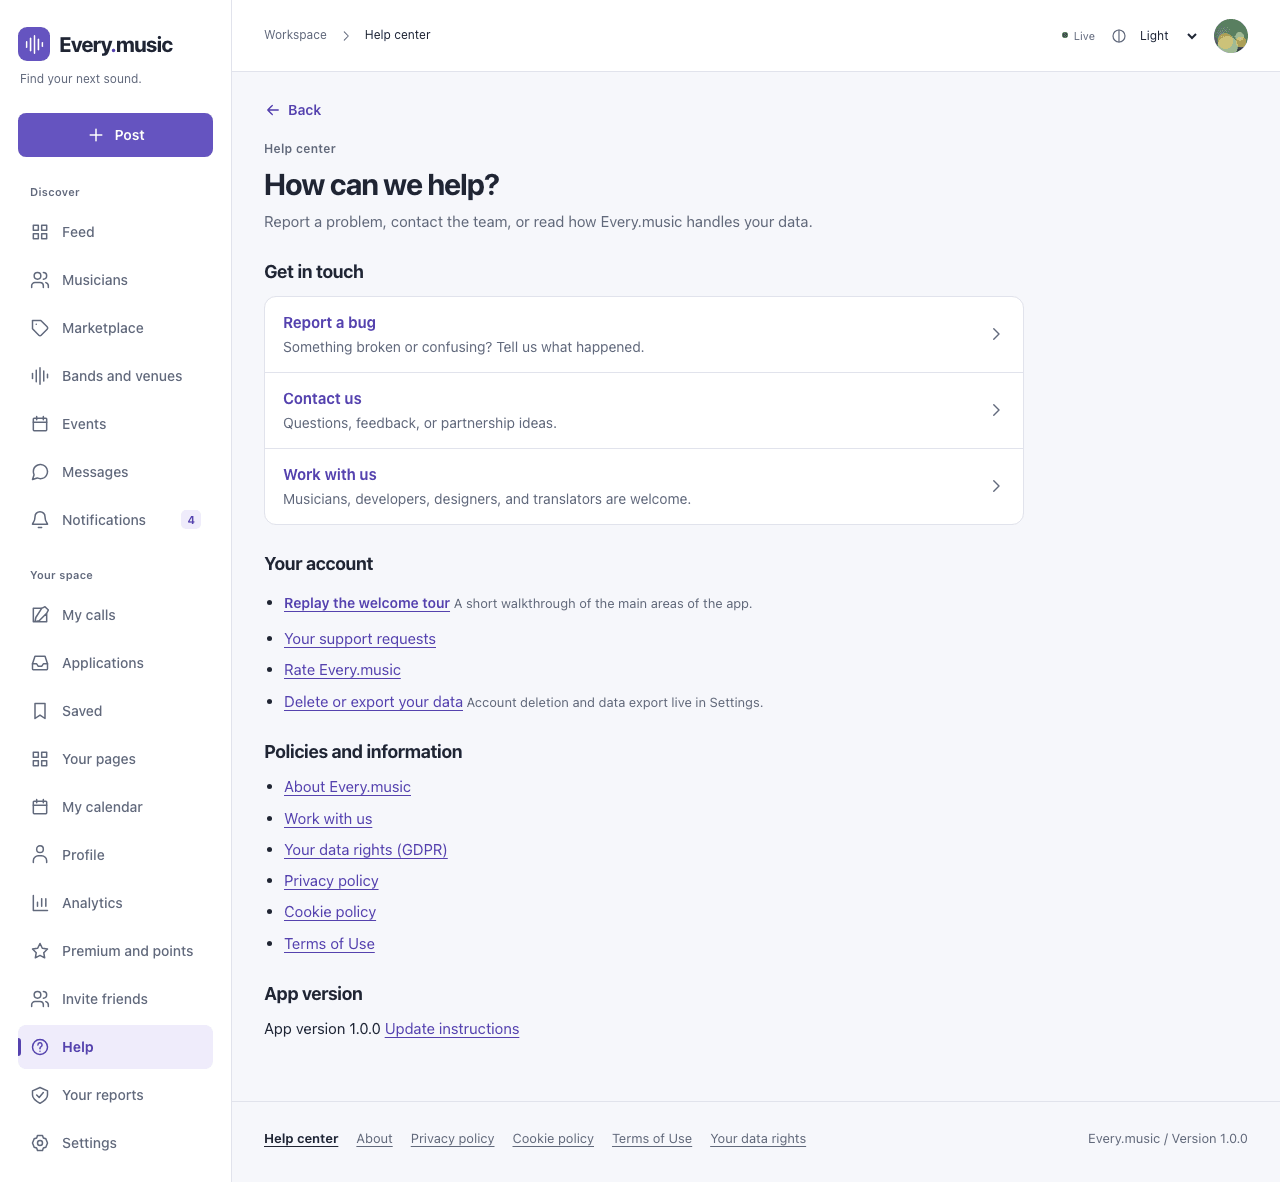 Every.music
Find your next sound.
Post
Discover
Feed
Musicians
Marketplace
Bands and venues
Events
Messages
Notifications 4
Your space
My calls
Applications
Saved
Your pages
My calendar
Profile
Analytics
Premium and points
Invite friends
Help
Your reports
Settings
Workspace Help center
Live Light
Back
Help center
How can we help?
Report a problem, contact the team, or read how Every.music handles your data.
Get in touch
Report a bug
Something broken or confusing? Tell us what happened.
Contact us
Questions, feedback, or partnership ideas.
Work with us
Musicians, developers, designers, and translators are welcome.
Your account
Replay the welcome tour A short walkthrough of the main areas of the app.
Your support requests
Rate Every.music
Delete or export your data Account deletion and data export live in Settings.
Policies and information
About Every.music
Work with us
Your data rights (GDPR)
Privacy policy
Cookie policy
Terms of Use
App version
App version 1.0.0 Update instructions
Help center About Privacy policy Cookie policy Terms of Use Your data rights Every.music / Version 1.0.0